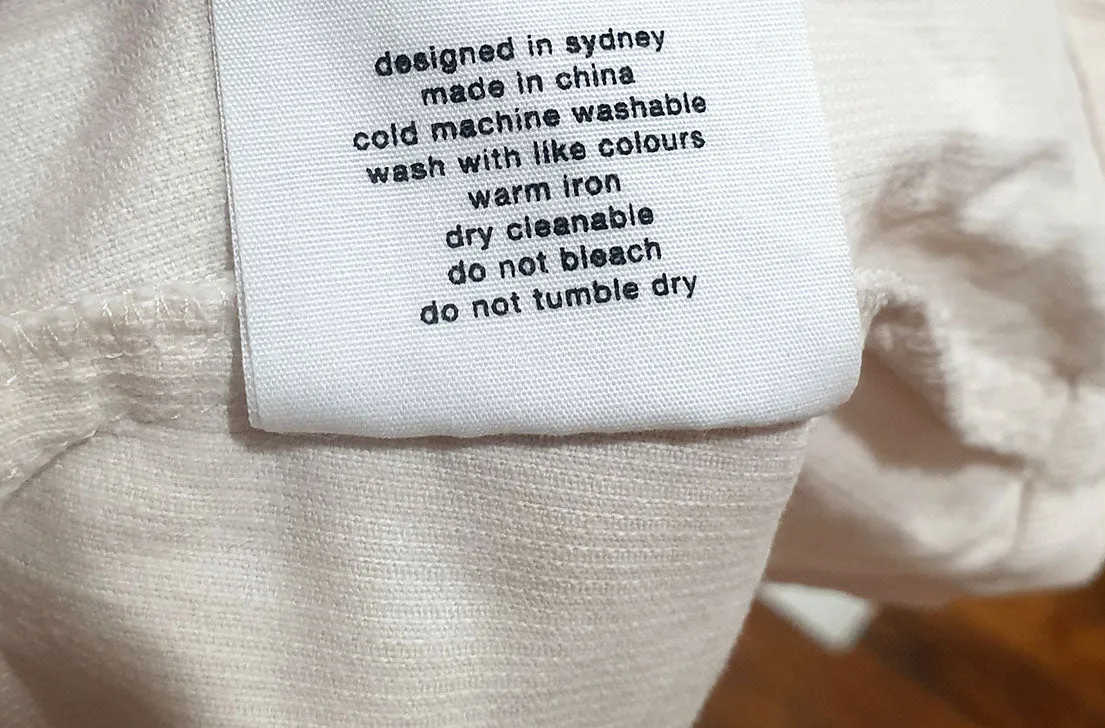 designed in sydney
made in china
cold machine washable
wash with like colours
warm iron
dry cleanable
do not bleach
do not tumble dry